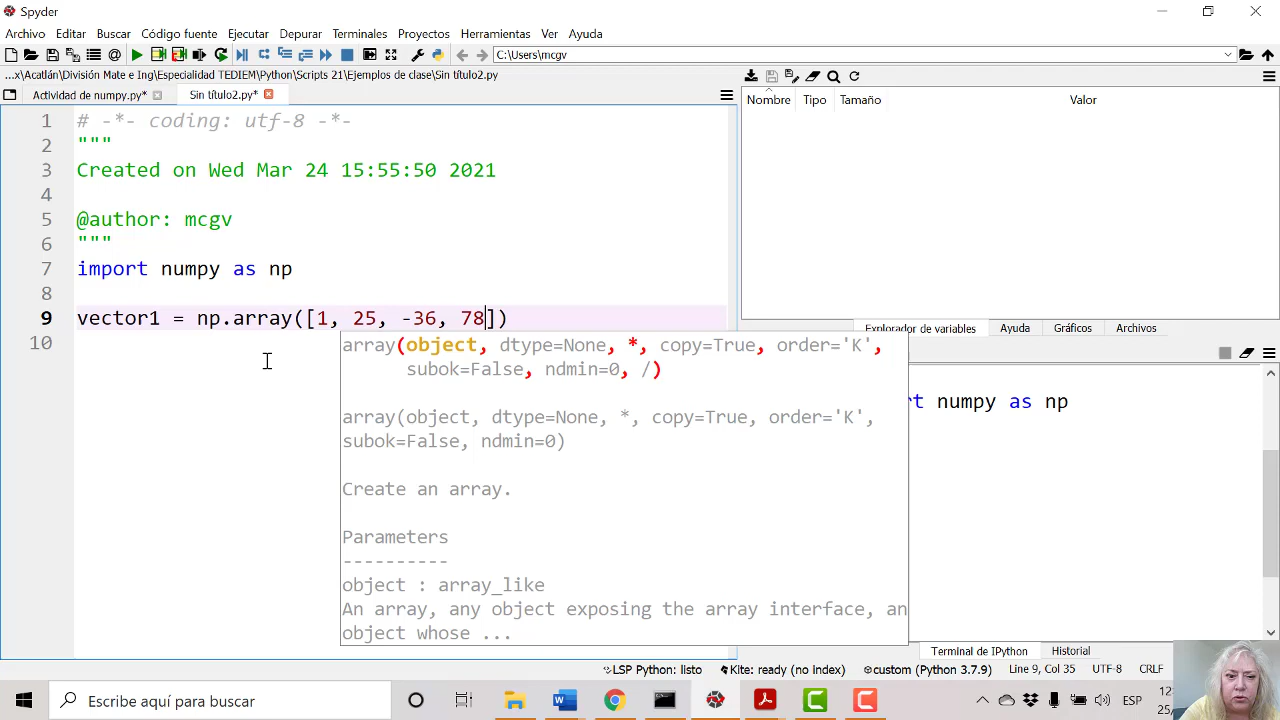 Spyder
Archivo Editar Buscar Código fuente Ejecutar Depurar Terminales Proyectos Herramientas Ver Ayuda
C:\Users\mcgv
...x\Acatlán\División Mate e Ing\Especialidad TEDIEM\Python\Scripts 21\Ejemplos de clase\Sin título2.py
Actividad de numpy.py* Sin título2.py*
Nombre Tipo Tamaño Valor
1 # -*- coding: utf-8 -*-
2 """
3 Created on Wed Mar 24 15:55:50 2021
4
5 @author: mcgv
6 """
7 import numpy as np
8
9 vector1 = np.array([1, 25, -36, 78])
10
array(object, dtype=None, *, copy=True, order='K',
subok=False, ndmin=0, /)
array(object, dtype=None, *, copy=True, order='K',
subok=False, ndmin=0)
Create an array.
Parameters
----------
object : array_like
An array, any object exposing the array interface, an
object whose ...
Explorador de variables Ayuda Gráficos Archivos
rt numpy as np
Terminal de IPython Historial
LSP Python: listo Kite: ready (no index) custom (Python 3.7.9) Line 9, Col 35 UTF-8 CRLF
Escribe aquí para buscar
ESP